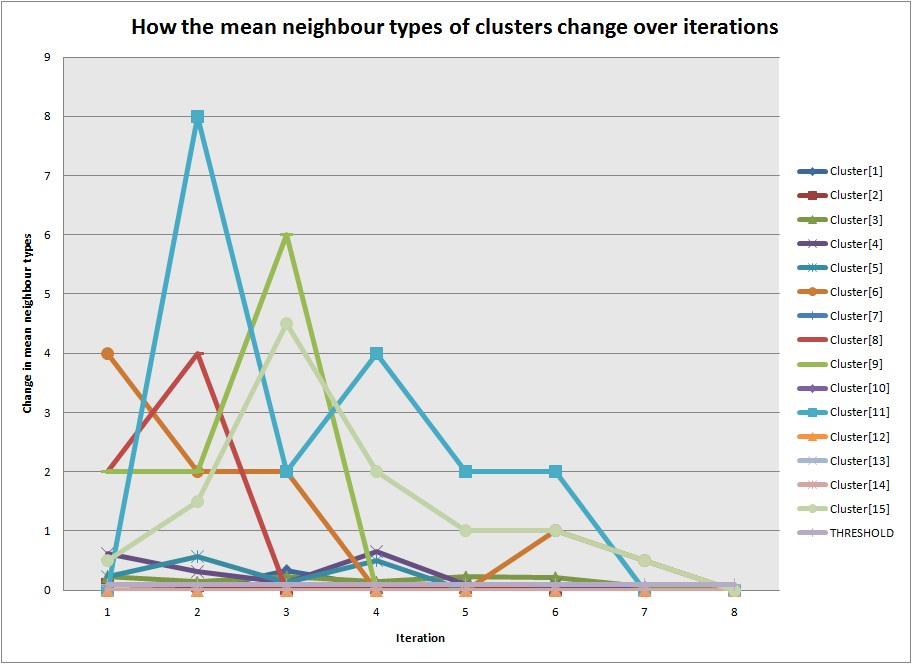 How the mean neighbour types of clusters change over iterations
Change in mean neighbour types
9
8
7
6
5
4
3
2
1
0
1 2 3 4 5 6 7 8
Iteration
Cluster[1]
Cluster[2]
Cluster[3]
Cluster[4]
Cluster[5]
Cluster[6]
Cluster[7]
Cluster[8]
Cluster[9]
Cluster[10]
Cluster[11]
Cluster[12]
Cluster[13]
Cluster[14]
Cluster[15]
THRESHOLD